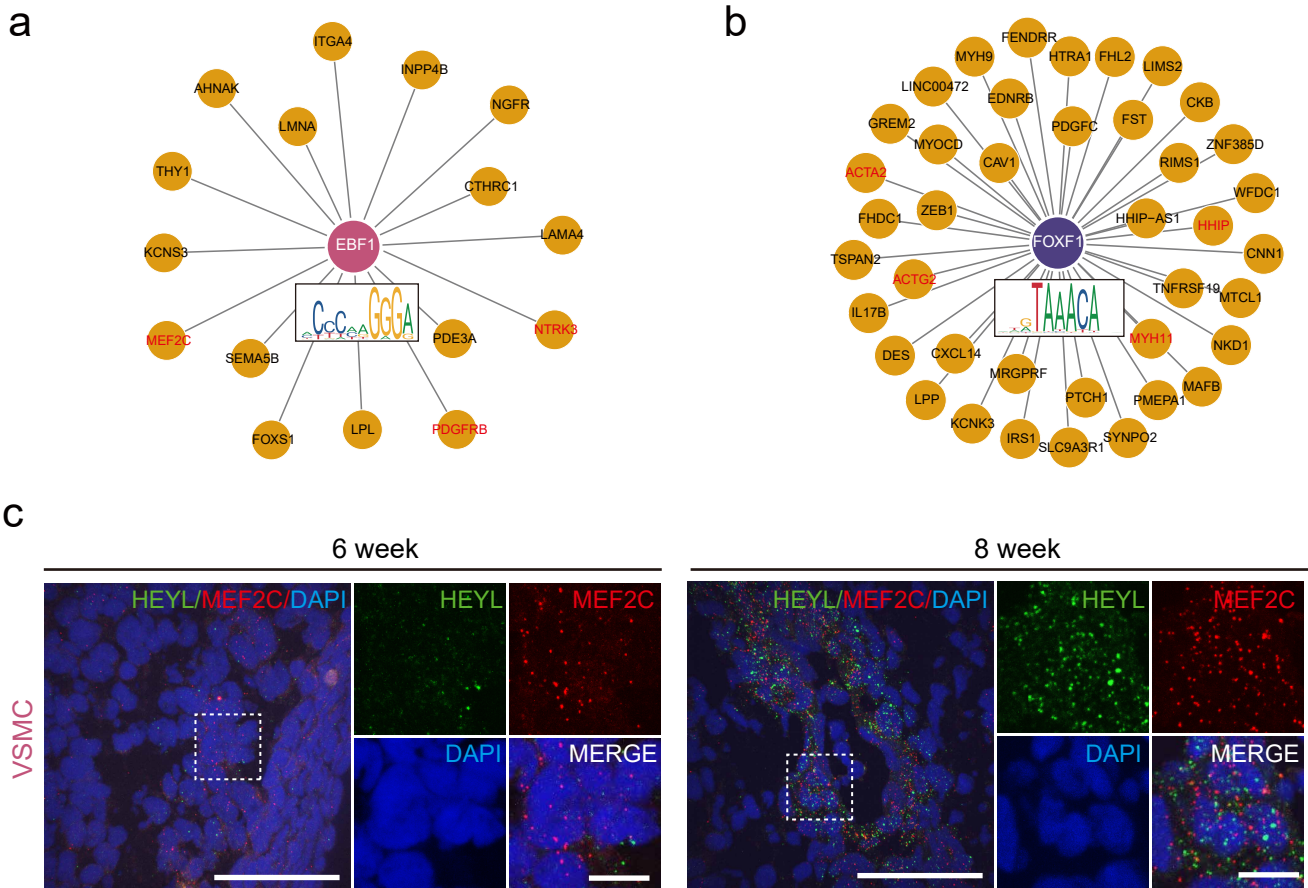 a
ITGA4
INPP4B
AHNAK
NGFR
LMNA
THY1
CTHRC1
LAMA4
EBF1
KCNS3
MEF2C
NTRK3
PDE3A
SEMA5B
FOXS1
LPL
PDGFRB
b
FENDRR
MYH9
HTRA1
FHL2
LIMS2
LINC00472
EDNRB
CKB
GREM2
PDGFC
FST
MYOCD
ZNF385D
CAV1
RIMS1
ACTA2
WFDC1
ZEB1
FHDC1
HHIP-AS1
HHIP
FOXF1
TSPAN2
CNN1
ACTG2
TNFRSF19
MTCL1
IL17B
MYH11
NKD1
DES
CXCL14
MRGPRF
MAFB
LPP
PTCH1
PMEPA1
KCNK3
IRS1
SLC9A3R1
SYNPO2
TAAACA
c
6 week
8 week
HEYL/MEF2C/DAPI
HEYL
MEF2C
HEYL/MEF2C/DAPI
HEYL
MEF2C
VSMC
DAPI
MERGE
DAPI
MERGE